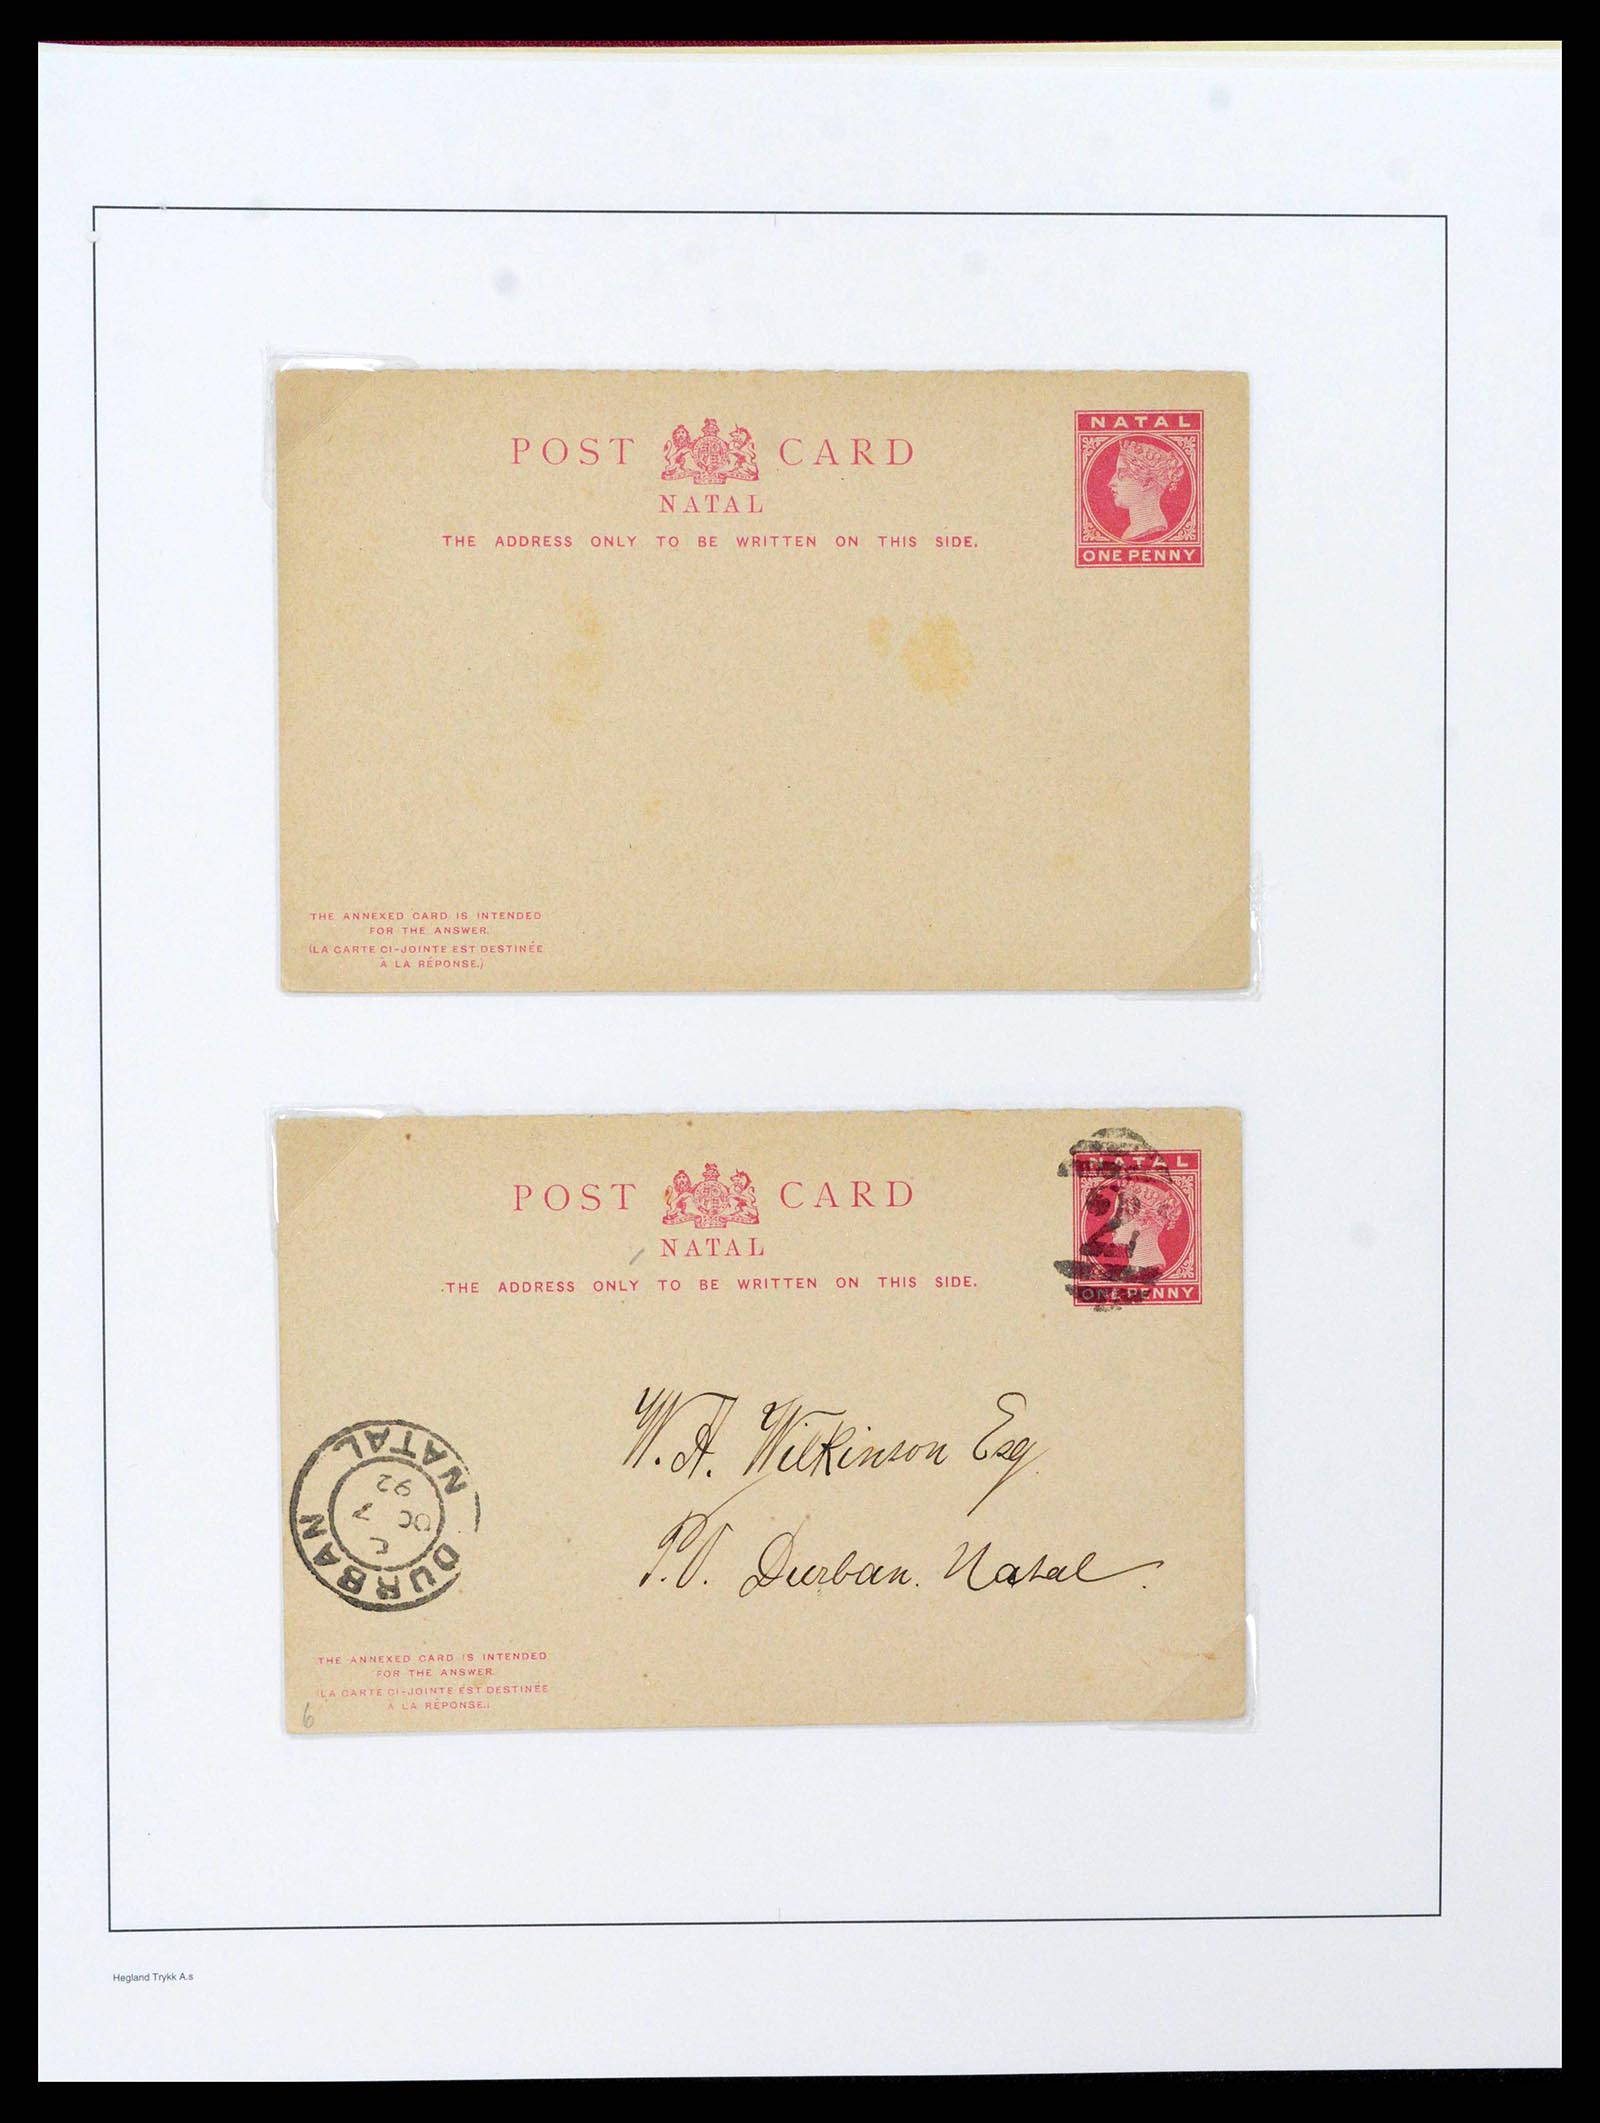 POST CARD
NATAL
THE ADDRESS ONLY TO BE WRITTEN ON THIS SIDE.
NATAL
ONE PENNY
THE ANNEXED CARD IS INTENDED
FOR THE ANSWER.
(LA CARTE CI-JOINTE EST DESTINÉE
À LA RÉPONSE.)
POST CARD
NATAL
THE ADDRESS ONLY TO BE WRITTEN ON THIS SIDE.
NATAL
ONE PENNY
2
W. H. Wilkinson Esq
P.O. Durban. Natal.
DURBAN NATAL
C
OC 7
92
THE ANNEXED CARD IS INTENDED
FOR THE ANSWER.
(LA CARTE CI-JOINTE EST DESTINÉE
À LA RÉPONSE.)
6
Hegland Trykk A.s